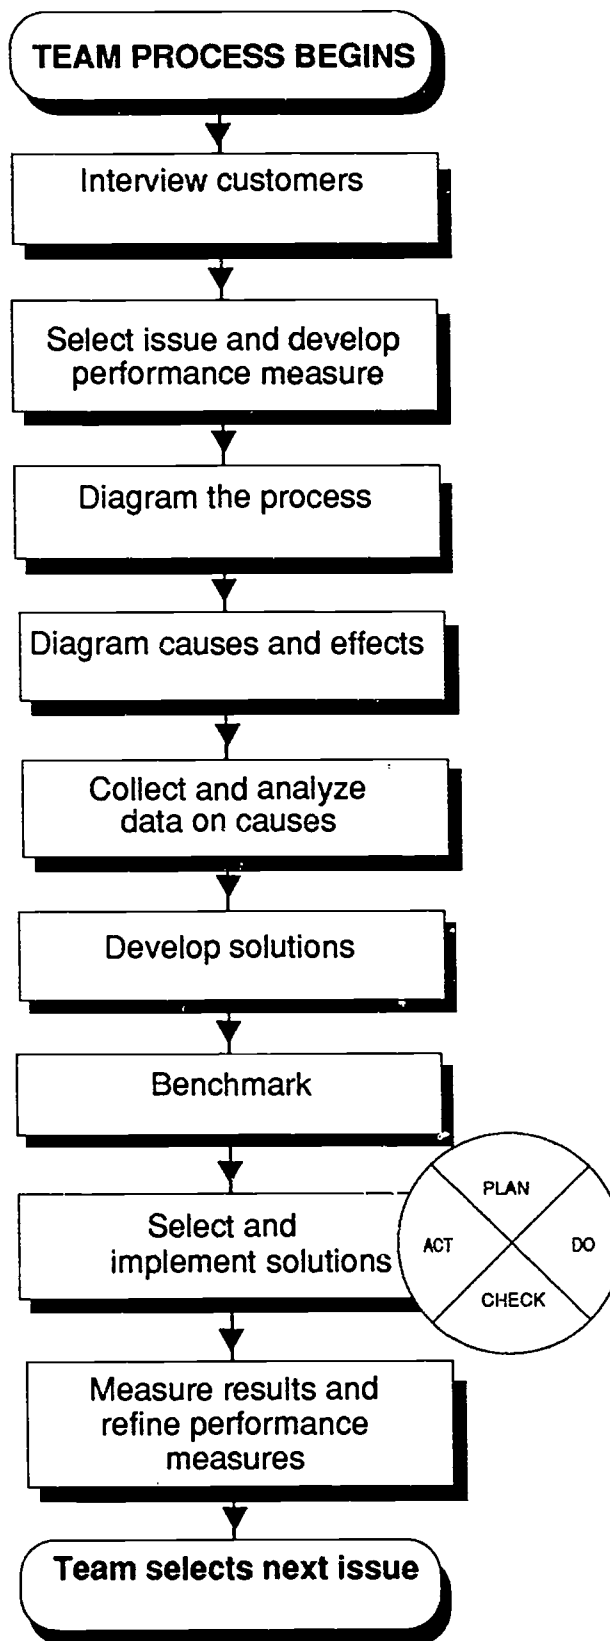 TEAM PROCESS BEGINS
Interview customers
Select issue and develop
performance measure
Diagram the process
Diagram causes and effects
Collect and analyze
data on causes
Develop solutions
Benchmark
PLAN
Select and
implement solutions
ACT
DO
CHECK
Measure results and
refine performance
measures
Team selects next issue